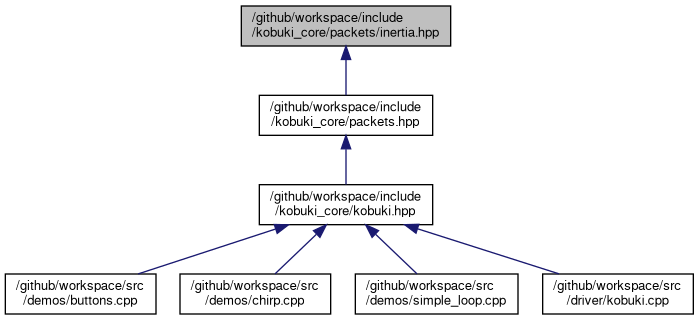 /github/workspace/include
/kobuki_core/packets/inertia.hpp
/github/workspace/include
/kobuki_core/packets.hpp
/github/workspace/include
/kobuki_core/kobuki.hpp
/github/workspace/src
/demos/buttons.cpp
/github/workspace/src
/demos/chirp.cpp
/github/workspace/src
/demos/simple_loop.cpp
/github/workspace/src
/driver/kobuki.cpp